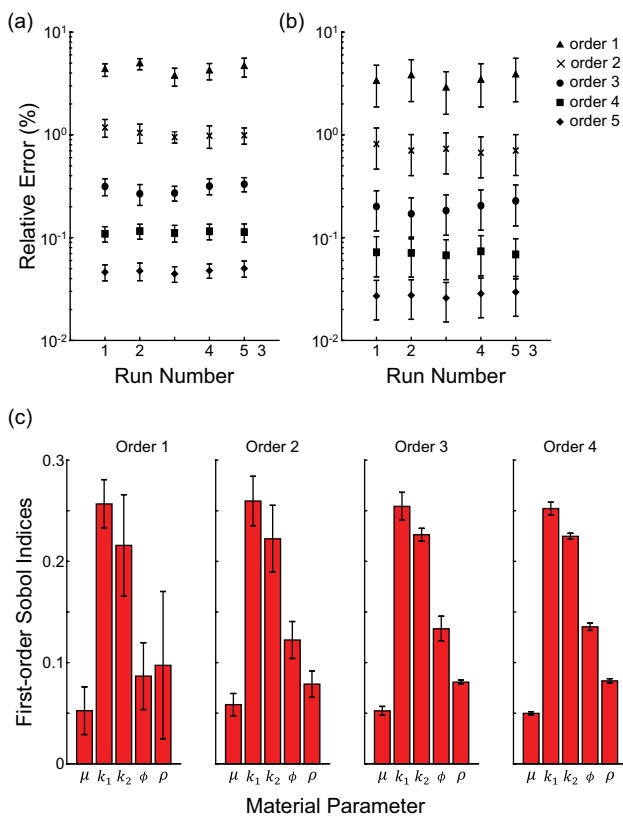 (a)
(b)
10¹
10⁰
10⁻¹
10⁻²
Relative Error (%)
1 2 4 5 3
Run Number
10¹
10⁰
10⁻¹
10⁻²
1 2 4 5 3
Run Number
order 1
order 2
order 3
order 4
order 5
(c)
Order 1
Order 2
Order 3
Order 4
0.3
0.2
0.1
0
First-order Sobol Indices
μ k₁ k₂ ϕ ρ
μ k₁ k₂ ϕ ρ
μ k₁ k₂ ϕ ρ
μ k₁ k₂ ϕ ρ
Material Parameter